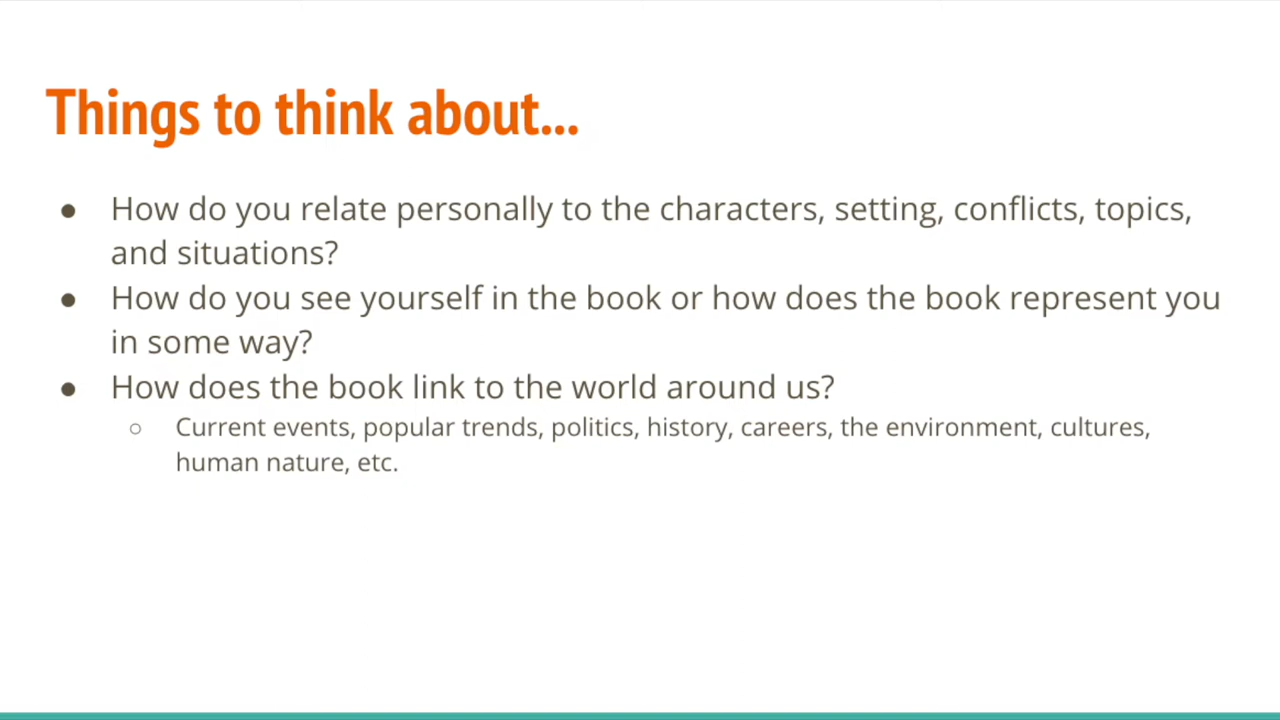 Things to think about...
● How do you relate personally to the characters, setting, conflicts, topics,
and situations?
● How do you see yourself in the book or how does the book represent you
in some way?
● How does the book link to the world around us?
○ Current events, popular trends, politics, history, careers, the environment, cultures,
human nature, etc.